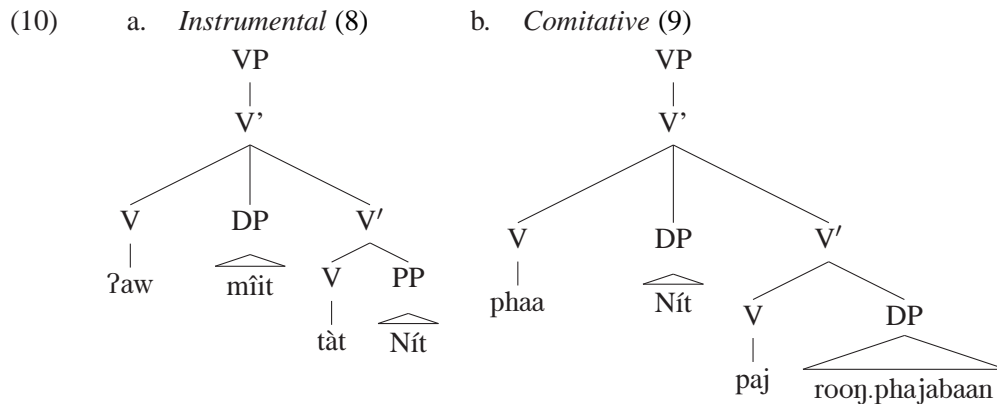 (10) a. Instrumental (8) b. Comitative (9)
VP VP
V’ V’
V DP V′ V DP V′
ʔaw mîit V PP phaa Nít V DP
tàt Nít paj rooŋ.phajabaan